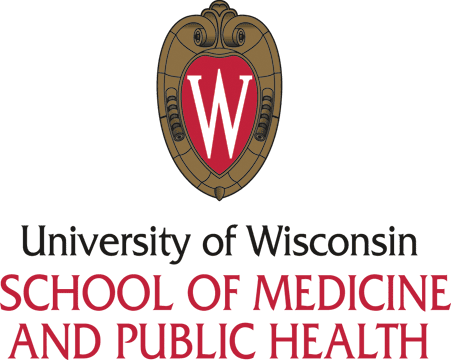 W
University of Wisconsin
SCHOOL OF MEDICINE
AND PUBLIC HEALTH